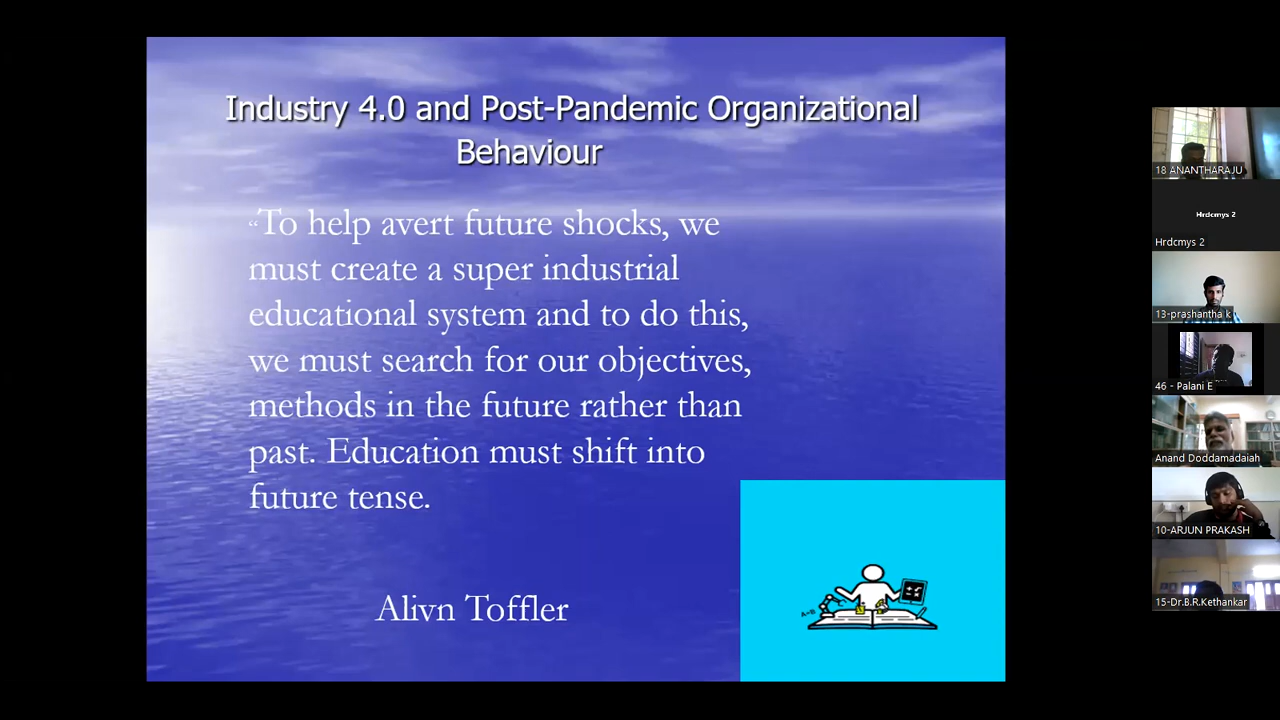 Industry 4.0 and Post-Pandemic Organizational
Behaviour
“To help avert future shocks, we
must create a super industrial
educational system and to do this,
we must search for our objectives,
methods in the future rather than
past. Education must shift into
future tense.
Alivn Toffler
A=B
18 ANANTHARAJU
Hrdcmys 2
Hrdcmys 2
13-prashantha k
46 - Palani E
Anand Doddamadaiah
10-ARJUN PRAKASH
15-Dr.B.R.Kethankar